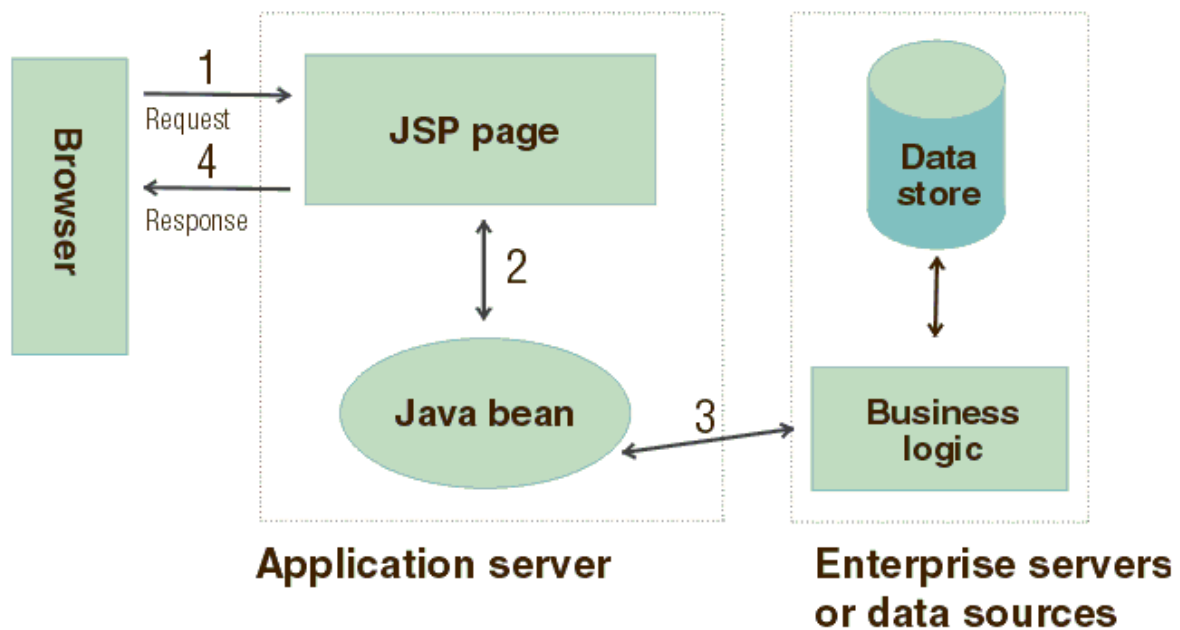 Browser
1
Request
4
Response
JSP page
2
Java bean
3
Data
store
Business
logic
Application server
Enterprise servers
or data sources